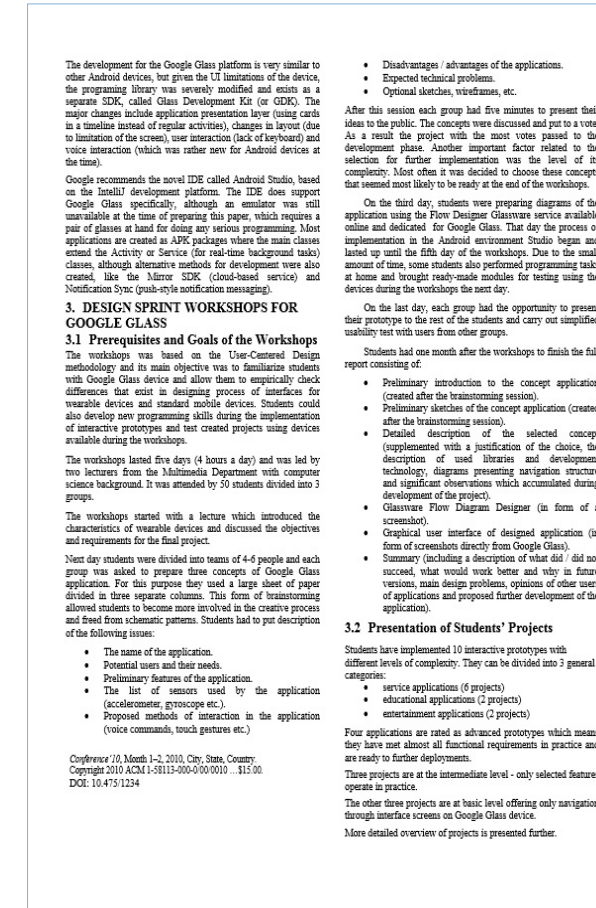 The development for the Google Glass platform is very similar to
other Android devices, but given the UI limitations of the device,
the programing library was severely modified and exists as a
separate SDK, called Glass Development Kit (or GDK). The
major changes include application presentation layer (using cards
in a timeline instead of regular activities), changes in layout (due
to limitation of the screen), user interaction (lack of keyboard) and
voice interaction (which was rather new for Android devices at
the time).
Google recommends the novel IDE called Android Studio, based
on the IntelliJ development platform. The IDE does support
Google Glass specifically, although an emulator was still
unavailable at the time of preparing this paper, which requires a
pair of glasses at hand for doing any serious programming. Most
applications are created as APK packages where the main classes
extend the Activity or Service (for real-time background tasks)
classes, although alternative methods for development were also
created, like the Mirror SDK (cloud-based service) and
Notification Sync (push-style notification messaging).
3. DESIGN SPRINT WORKSHOPS FOR
GOOGLE GLASS
3.1 Prerequisites and Goals of the Workshops
The workshops was based on the User-Centered Design
methodology and its main objective was to familiarize students
with Google Glass device and allow them to empirically check
differences that exist in designing process of interfaces for
wearable devices and standard mobile devices. Students could
also develop new programming skills during the implementation
of interactive prototypes and test created projects using devices
available during the workshops.
The workshops lasted five days (4 hours a day) and was led by
two lecturers from the Multimedia Department with computer
science background. It was attended by 50 students divided into 3
groups.
The workshops started with a lecture which introduced the
characteristics of wearable devices and discussed the objectives
and requirements for the final project.
Next day students were divided into teams of 4-6 people and each
group was asked to prepare three concepts of Google Glass
application. For this purpose they used a large sheet of paper
divided in three separate columns. This form of brainstorming
allowed students to become more involved in the creative process
and freed from schematic patterns. Students had to put description
of the following issues:
• The name of the application.
• Potential users and their needs.
• Preliminary features of the application.
• The list of sensors used by the application
(accelerometer, gyroscope etc.).
• Proposed methods of interaction in the application
(voice commands, touch gestures etc.)
Conference'10, Month 1–2, 2010, City, State, Country.
Copyright 2010 ACM 1-58113-000-0/00/0010 …$15.00.
DOI: 10.475/1234
• Disadvantages / advantages of the applications.
• Expected technical problems.
• Optional sketches, wireframes, etc.
After this session each group had five minutes to present thei
ideas to the public. The concepts were discussed and put to a vote
As a result the project with the most votes passed to the
development phase. Another important factor related to the
selection for further implementation was the level of it
complexity. Most often it was decided to choose these concept
that seemed most likely to be ready at the end of the workshops.
On the third day, students were preparing diagrams of the
application using the Flow Designer Glassware service available
online and dedicated for Google Glass. That day the process o
implementation in the Android environment Studio began and
lasted up until the fifth day of the workshops. Due to the smal
amount of time, some students also performed programming task
at home and brought ready-made modules for testing using the
devices during the workshops the next day.
On the last day, each group had the opportunity to presen
their prototype to the rest of the students and carry out simplified
usability test with users from other groups.
Students had one month after the workshops to finish the ful
report consisting of:
• Preliminary introduction to the concept application
(created after the brainstorming session).
• Preliminary sketches of the concept application (created
after the brainstorming session).
• Detailed description of the selected concep
(supplemented with a justification of the choice, the
description of used libraries and developmen
technology, diagrams presenting navigation structure
and significant observations which accumulated during
development of the project).
• Glassware Flow Diagram Designer (in form of a
screenshot).
• Graphical user interface of designed application (in
form of screenshots directly from Google Glass).
• Summary (including a description of what did / did no
succeed, what would work better and why in future
versions, main design problems, opinions of other user
of applications and proposed further development of the
application).
3.2 Presentation of Students' Projects
Students have implemented 10 interactive prototypes with
different levels of complexity. They can be divided into 3 general
categories:
• service applications (6 projects)
• educational applications (2 projects)
• entertainment applications (2 projects)
Four applications are rated as advanced prototypes which mean
they have met almost all functional requirements in practice and
are ready to further deployments.
Three projects are at the intermediate level - only selected feature
operate in practice.
The other three projects are at basic level offering only navigation
through interface screens on Google Glass device.
More detailed overview of projects is presented further.